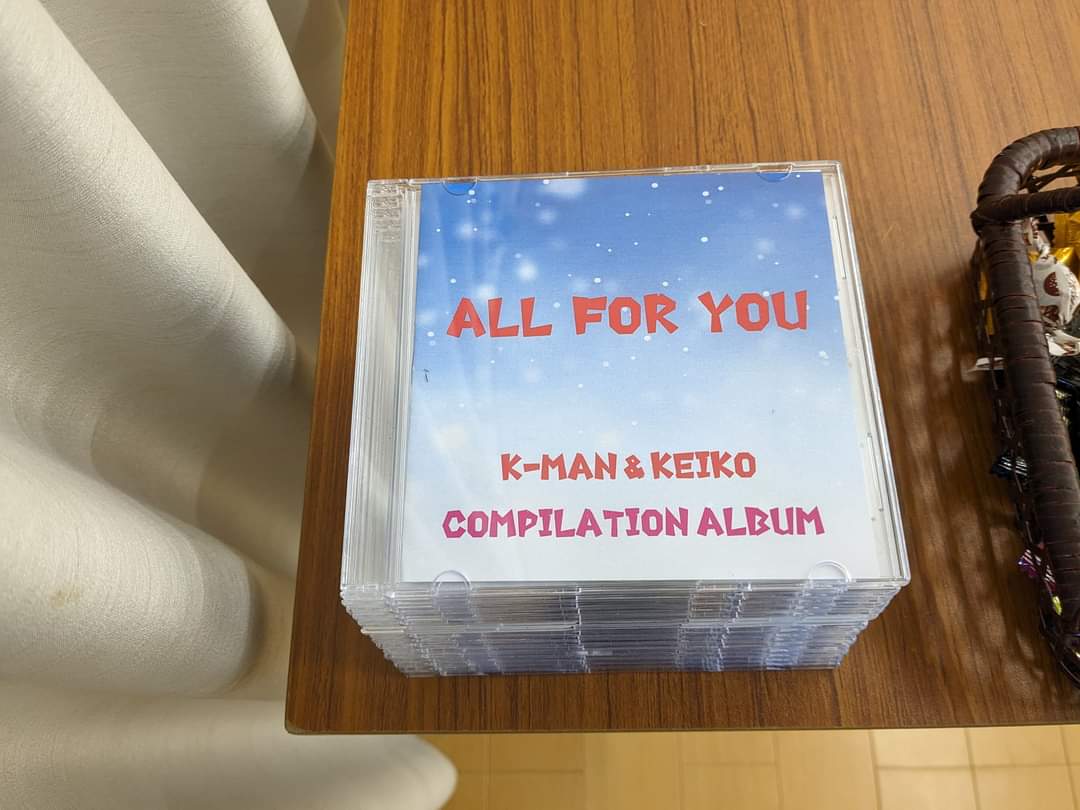 ALL FOR YOU
K-MAN & KEIKO
COMPILATION ALBUM